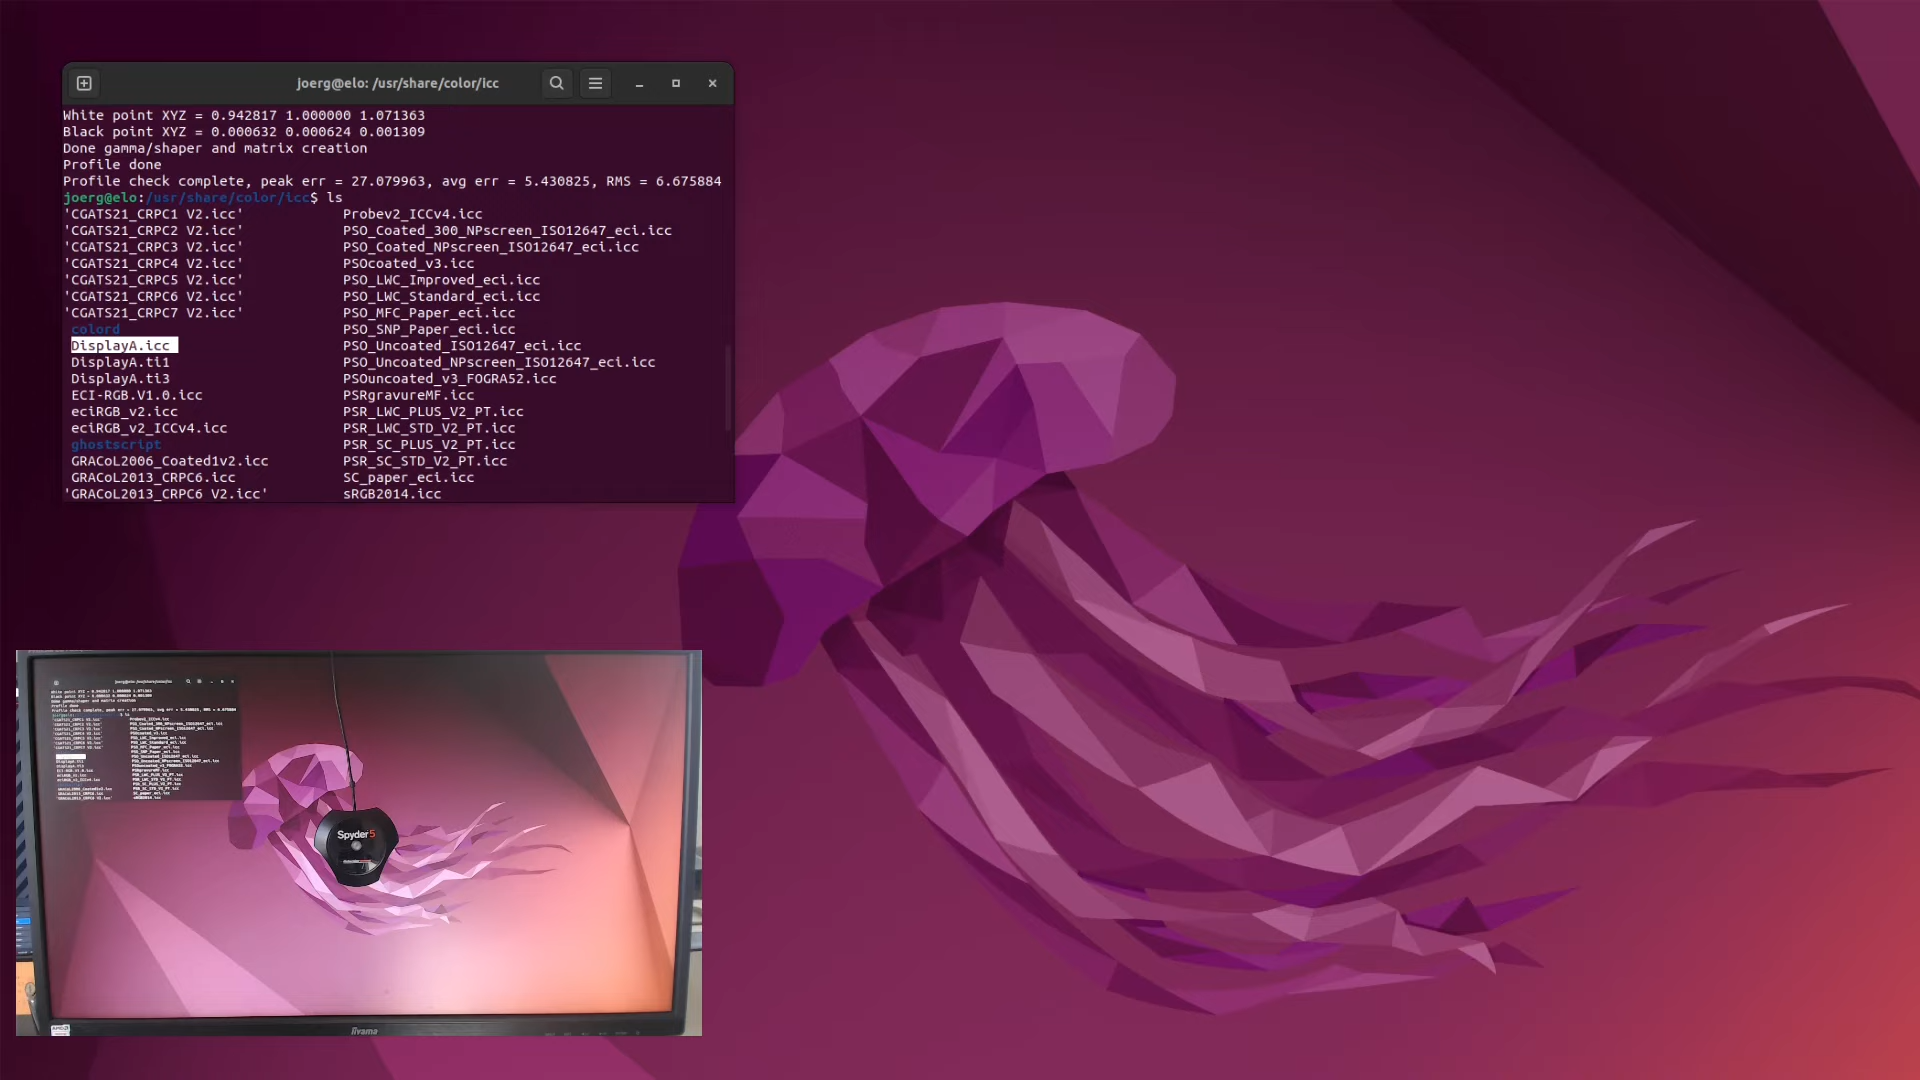 joerg@elo: /usr/share/color/icc
White point XYZ = 0.942817 1.000000 1.071363
Black point XYZ = 0.000632 0.000624 0.001309
Done gamma/shaper and matrix creation
Profile done
Profile check complete, peak err = 27.079963, avg err = 5.430825, RMS = 6.675884
joerg@elo:/usr/share/color/icc$ ls
'CGATS21_CRPC1 V2.icc' Probev2_ICCv4.icc
'CGATS21_CRPC2 V2.icc' PSO_Coated_300_NPscreen_ISO12647_eci.icc
'CGATS21_CRPC3 V2.icc' PSO_Coated_NPscreen_ISO12647_eci.icc
'CGATS21_CRPC4 V2.icc' PSOcoated_v3.icc
'CGATS21_CRPC5 V2.icc' PSO_LWC_Improved_eci.icc
'CGATS21_CRPC6 V2.icc' PSO_LWC_Standard_eci.icc
'CGATS21_CRPC7 V2.icc' PSO_MFC_Paper_eci.icc
colord PSO_SNP_Paper_eci.icc
DisplayA.icc PSO_Uncoated_ISO12647_eci.icc
DisplayA.ti1 PSO_Uncoated_NPscreen_ISO12647_eci.icc
DisplayA.ti3 PSOuncoated_v3_FOGRA52.icc
ECI-RGB.V1.0.icc PSRgravureMF.icc
eciRGB_v2.icc PSR_LWC_PLUS_V2_PT.icc
eciRGB_v2_ICCv4.icc PSR_LWC_STD_V2_PT.icc
ghostscript PSR_SC_PLUS_V2_PT.icc
GRACoL2006_Coated1v2.icc PSR_SC_STD_V2_PT.icc
GRACoL2013_CRPC6.icc SC_paper_eci.icc
'GRACoL2013_CRPC6 V2.icc' sRGB2014.icc
Spyder5
iiyama